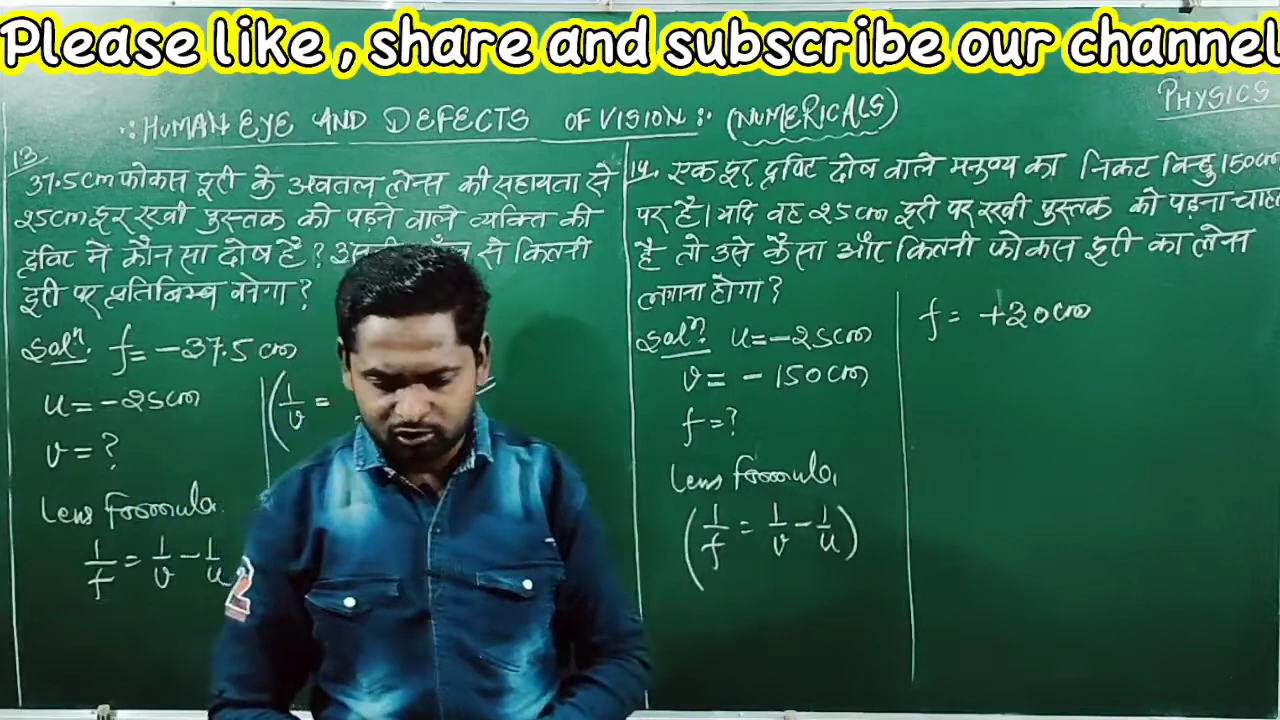 Please like , share and subscribe our channel
PHYSICS
:HUMAN EYE AND DEFECTS OF VISION:- (NUMERICALS)
13
37.5cm फोकस दूरी के अवतल लेन्स की सहायता से
25cm दूर रखी पुस्तक को पढ़ने वाले व्यक्ति की
दृष्टि में कौन सा दोष है? से कितनी
दूरी पर प्रतिबिम्ब बनेगा?
Solⁿ: f= -37.5 cm
u = -25cm
v = ?
Lens Formula
1/f = 1/v - 1/u
(1/v =
14. एक दूर दृष्टि दोष वाले मनुष्य का निकट बिन्दु 150cm
पर है। यदि वह 25cm दूरी पर रखी पुस्तक को पढ़ना
है तो उसे कैसा और कितनी फोकस दूरी का लेन्स
लगाना होगा?
Solⁿ: u = -25cm
v = -150cm
f = ?
Lens formula,
(1/f = 1/v - 1/u)
f = +30cm